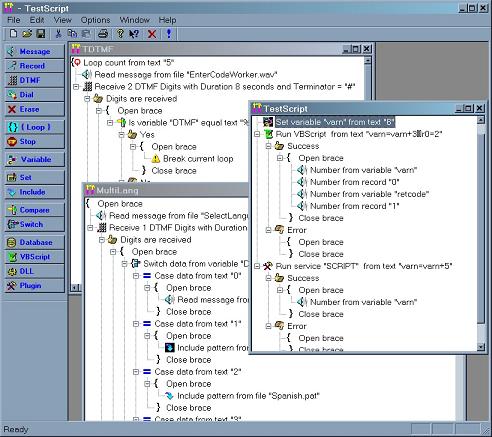 - TestScript
File Edit View Options Window Help
Message
Record
DTMF
Dial
Erase
{ Loop }
Stop
Variable
Set
Include
Compare
Switch
Database
VBScript
DLL
Plugin
TDTMF
Loop count from text "5"
Read message from file "EnterCodeWorker.wav"
Receive 2 DTMF Digits with Duration 8 seconds and Terminator = "#"
Digits are received
{ Open brace
Is variable "DTMF" equal text "%
Yes
{ Open brace
Break current loop
} Close brace
No
MultiLang
{ Open brace
Read message from file "SelectLangu
Receive 1 DTMF Digits with Duration
Digits are received
{ Open brace
Switch data from variable "D
Case data from text "0"
{ Open brace
Read message fro
} Close brace
Case data from text "1"
{ Open brace
Include pattern from
} Close brace
Case data from text "2"
{ Open brace
Include pattern from file "Spanish.pat"
} Close brace
Case data from text "3"
TestScript
Set variable "varn" from text "6"
Run VBScript from text "varn=varn+3||r0=2"
Success
{ Open brace
Number from variable "varn"
Number from record "0"
Number from variable "retcode"
Number from record "1"
} Close brace
Error
{ Open brace
} Close brace
Run service "SCRIPT" from text "varn=varn+5"
Success
{ Open brace
Number from variable "varn"
} Close brace
Error
{ Open brace
} Close brace
Ready